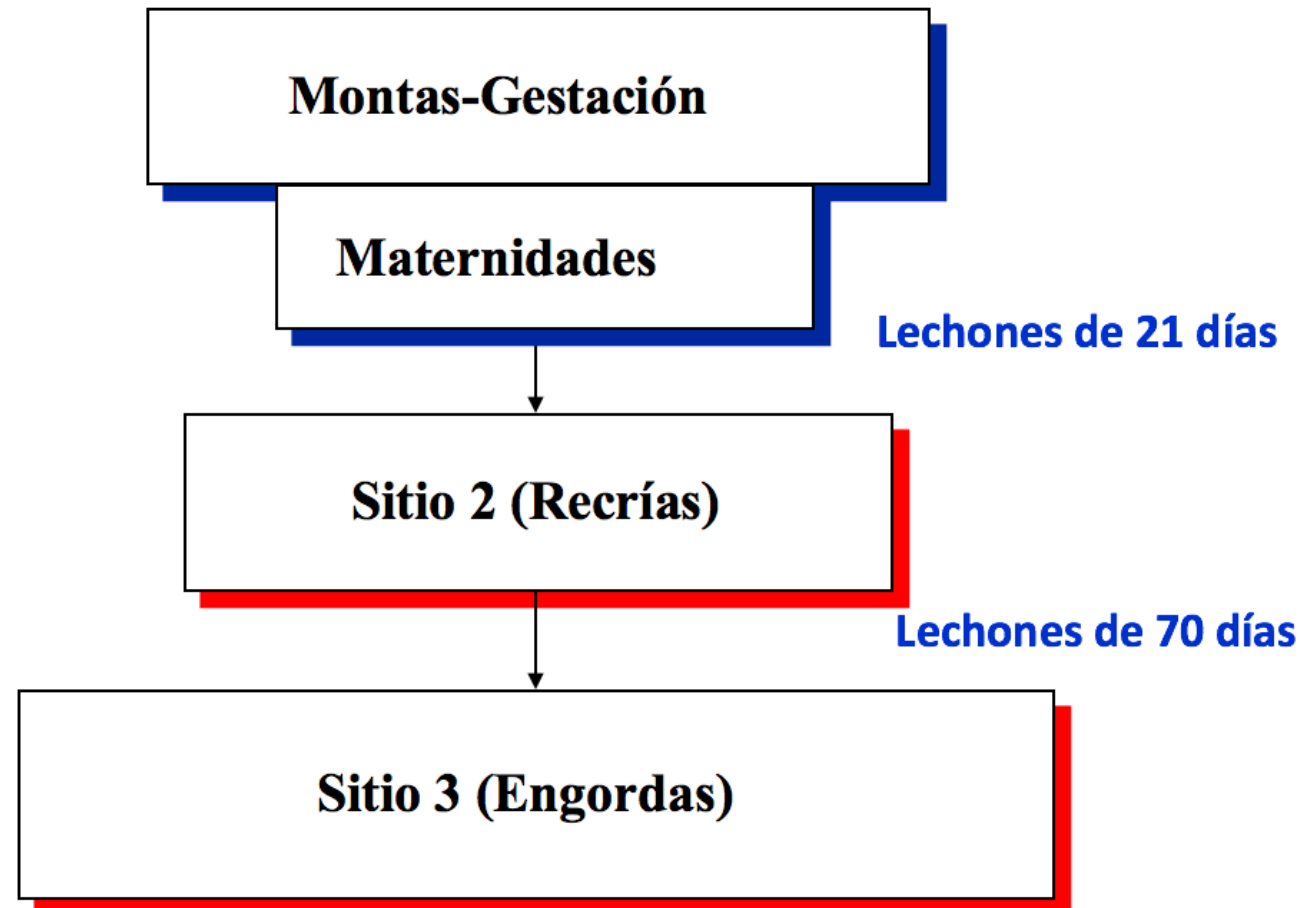 Montas-Gestación
Maternidades
Lechones de 21 días
Sitio 2 (Recrías)
Lechones de 70 días
Sitio 3 (Engordas)